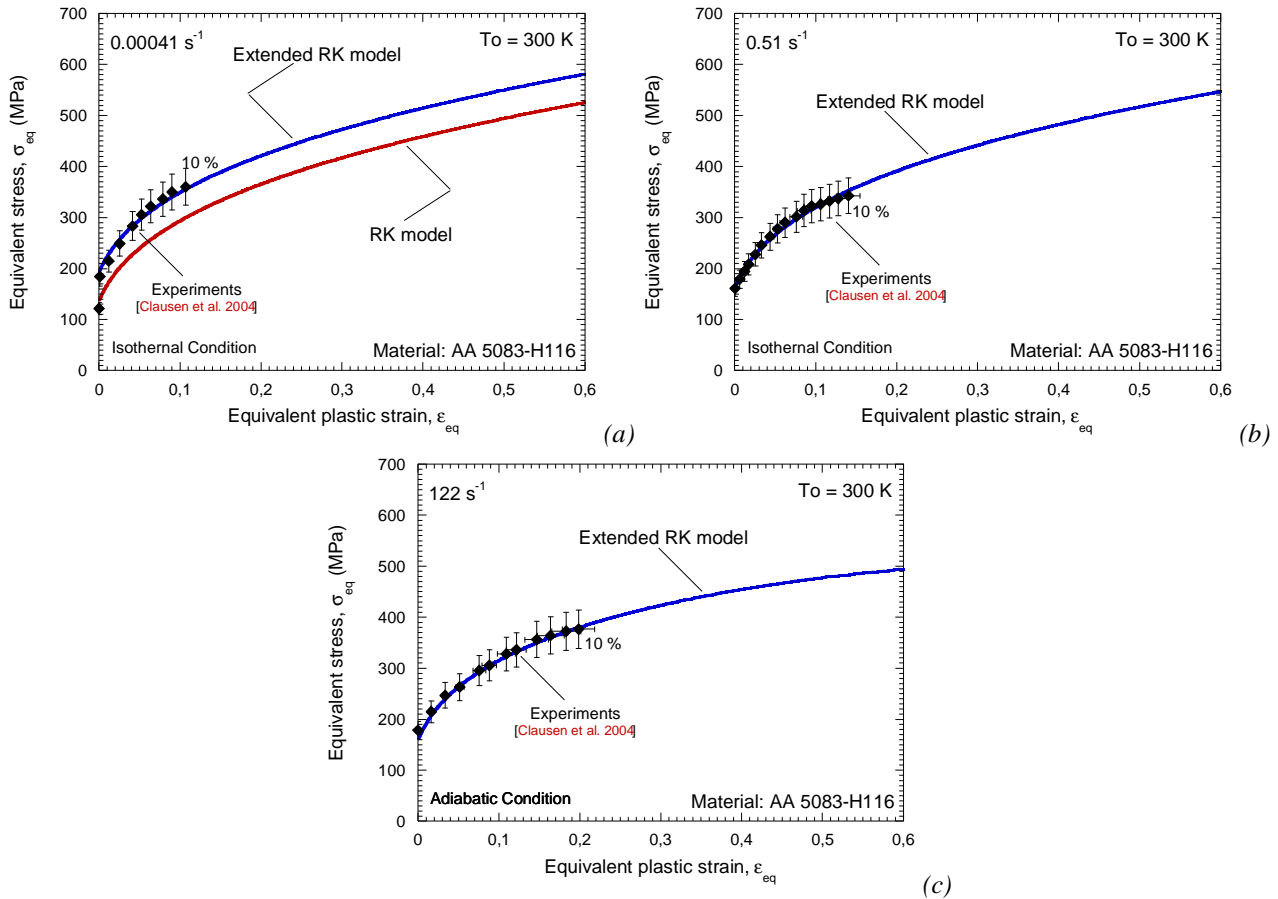 700
600
500
400
300
200
100
0
Equivalent stress, σeq (MPa)
0.00041 s-1
To = 300 K
Extended RK model
10 %
RK model
Experiments
[Clausen et al. 2004]
Isothernal Condition
Material: AA 5083-H116
0
0,1
0,2
0,3
0,4
0,5
0,6
Equivalent plastic strain, εeq
(a)
700
600
500
400
300
200
100
0
Equivalent stress, σeq (MPa)
0.51 s-1
To = 300 K
Extended RK model
10 %
Experiments
[Clausen et al. 2004]
Isothernal Condition
Material: AA 5083-H116
0
0,1
0,2
0,3
0,4
0,5
0,6
Equivalent plastic strain, εeq
(b)
700
600
500
400
300
200
100
0
Equivalent stress, σeq (MPa)
122 s-1
To = 300 K
Extended RK model
10 %
Experiments
[Clausen et al. 2004]
Adiabatic Condition
Material: AA 5083-H116
0
0,1
0,2
0,3
0,4
0,5
0,6
Equivalent plastic strain, εeq
(c)